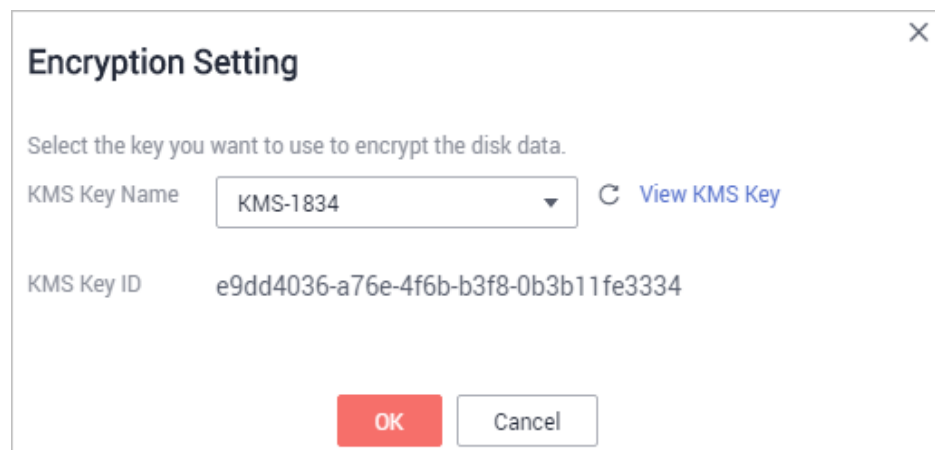 Encryption Setting
Select the key you want to use to encrypt the disk data.
KMS Key Name KMS-1834 View KMS Key
KMS Key ID e9dd4036-a76e-4f6b-b3f8-0b3b11fe3334
OK Cancel